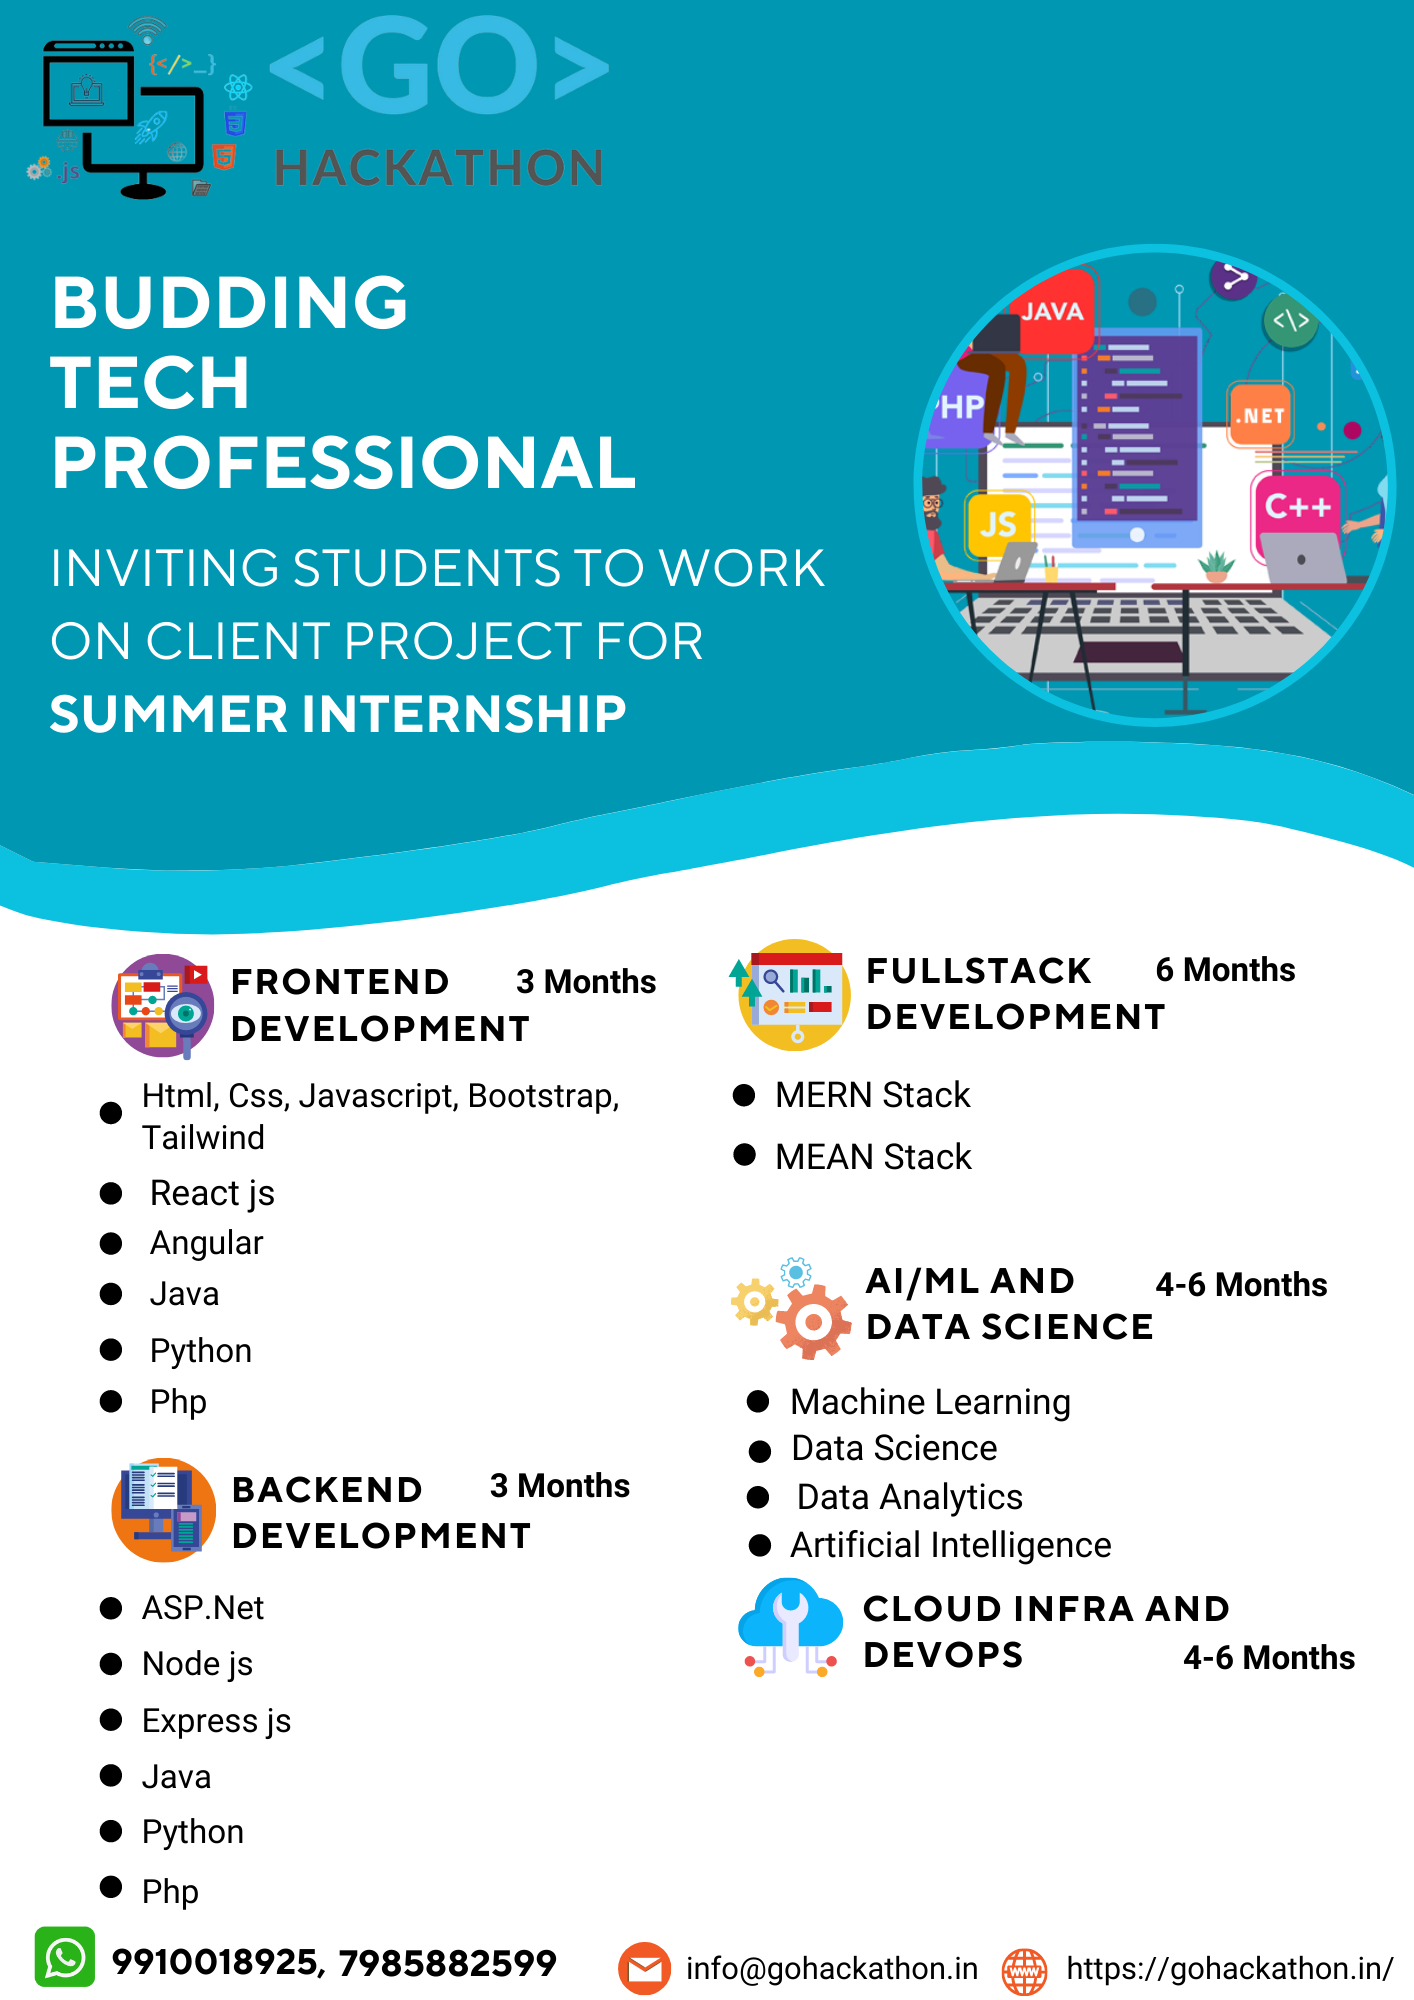 {</>_}
<GO>
HACKATHON
.js
BUDDING
TECH
PROFESSIONAL
INVITING STUDENTS TO WORK
ON CLIENT PROJECT FOR
SUMMER INTERNSHIP
JAVA
</>
HP
.NET
JS
C++
FRONTEND 3 Months
DEVELOPMENT
Html, Css, Javascript, Bootstrap,
Tailwind
React js
Angular
Java
Python
Php
BACKEND 3 Months
DEVELOPMENT
ASP.Net
Node js
Express js
Java
Python
Php
FULLSTACK 6 Months
DEVELOPMENT
MERN Stack
MEAN Stack
AI/ML AND 4-6 Months
DATA SCIENCE
Machine Learning
Data Science
Data Analytics
Artificial Intelligence
CLOUD INFRA AND
DEVOPS 4-6 Months
9910018925, 7985882599
info@gohackathon.in
www
https://gohackathon.in/